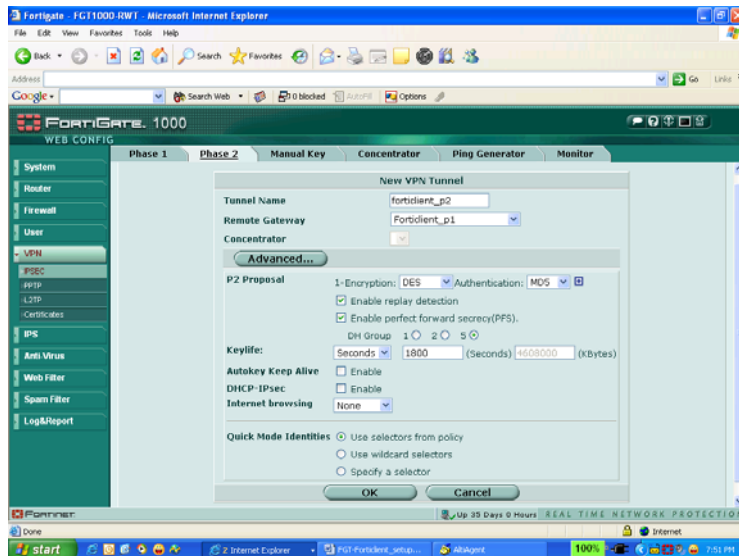 Fortigate - FGT1000-RWT - Microsoft Internet Explorer
File Edit View Favorites Tools Help
Back Search Favorites
Address Go Links
Google Search Web 0 blocked AutoFill Options
FORTIGATE. 1000
WEB CONFIG
Phase 1 Phase 2 Manual Key Concentrator Ping Generator Monitor
System
Router
Firewall
User
VPN
IPSEC
PPTP
L2TP
Certificates
IPS
Anti-Virus
Web Filter
Spam Filter
Log&Report
New VPN Tunnel
Tunnel Name forticlient_p2
Remote Gateway Forticlient_p1
Concentrator
Advanced...
P2 Proposal 1-Encryption: DES Authentication: MD5
Enable replay detection
Enable perfect forward secrecy(PFS).
DH Group 1 2 5
Keylife: Seconds 1800 (Seconds) 4608000 (KBytes)
Autokey Keep Alive Enable
DHCP-IPsec Enable
Internet browsing None
Quick Mode Identities Use selectors from policy
Use wildcard selectors
Specify a selector
OK Cancel
FORTINET Up 35 Days 0 Hours REAL TIME NETWORK PROTECTIO
Done Internet
start 2 Internet Explorer FGT-Forticlient_setup... 100% 7:51 PM